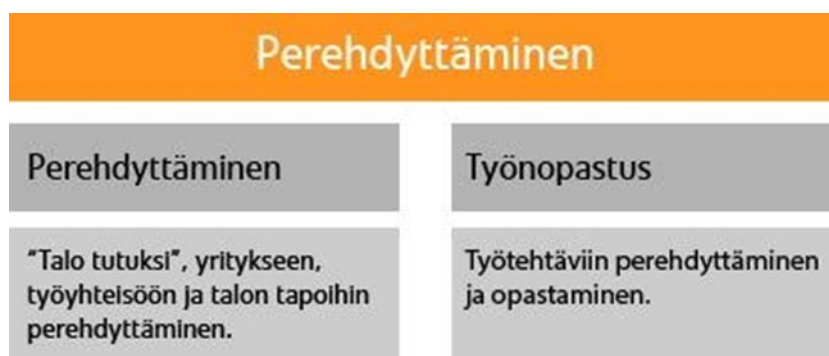 Perehdyttäminen
Perehdyttäminen
"Talo tutuksi", yritykseen,
työyhteisöön ja talon tapoihin
perehdyttäminen.
Työnopastus
Työtehtäviin perehdyttäminen
ja opastaminen.